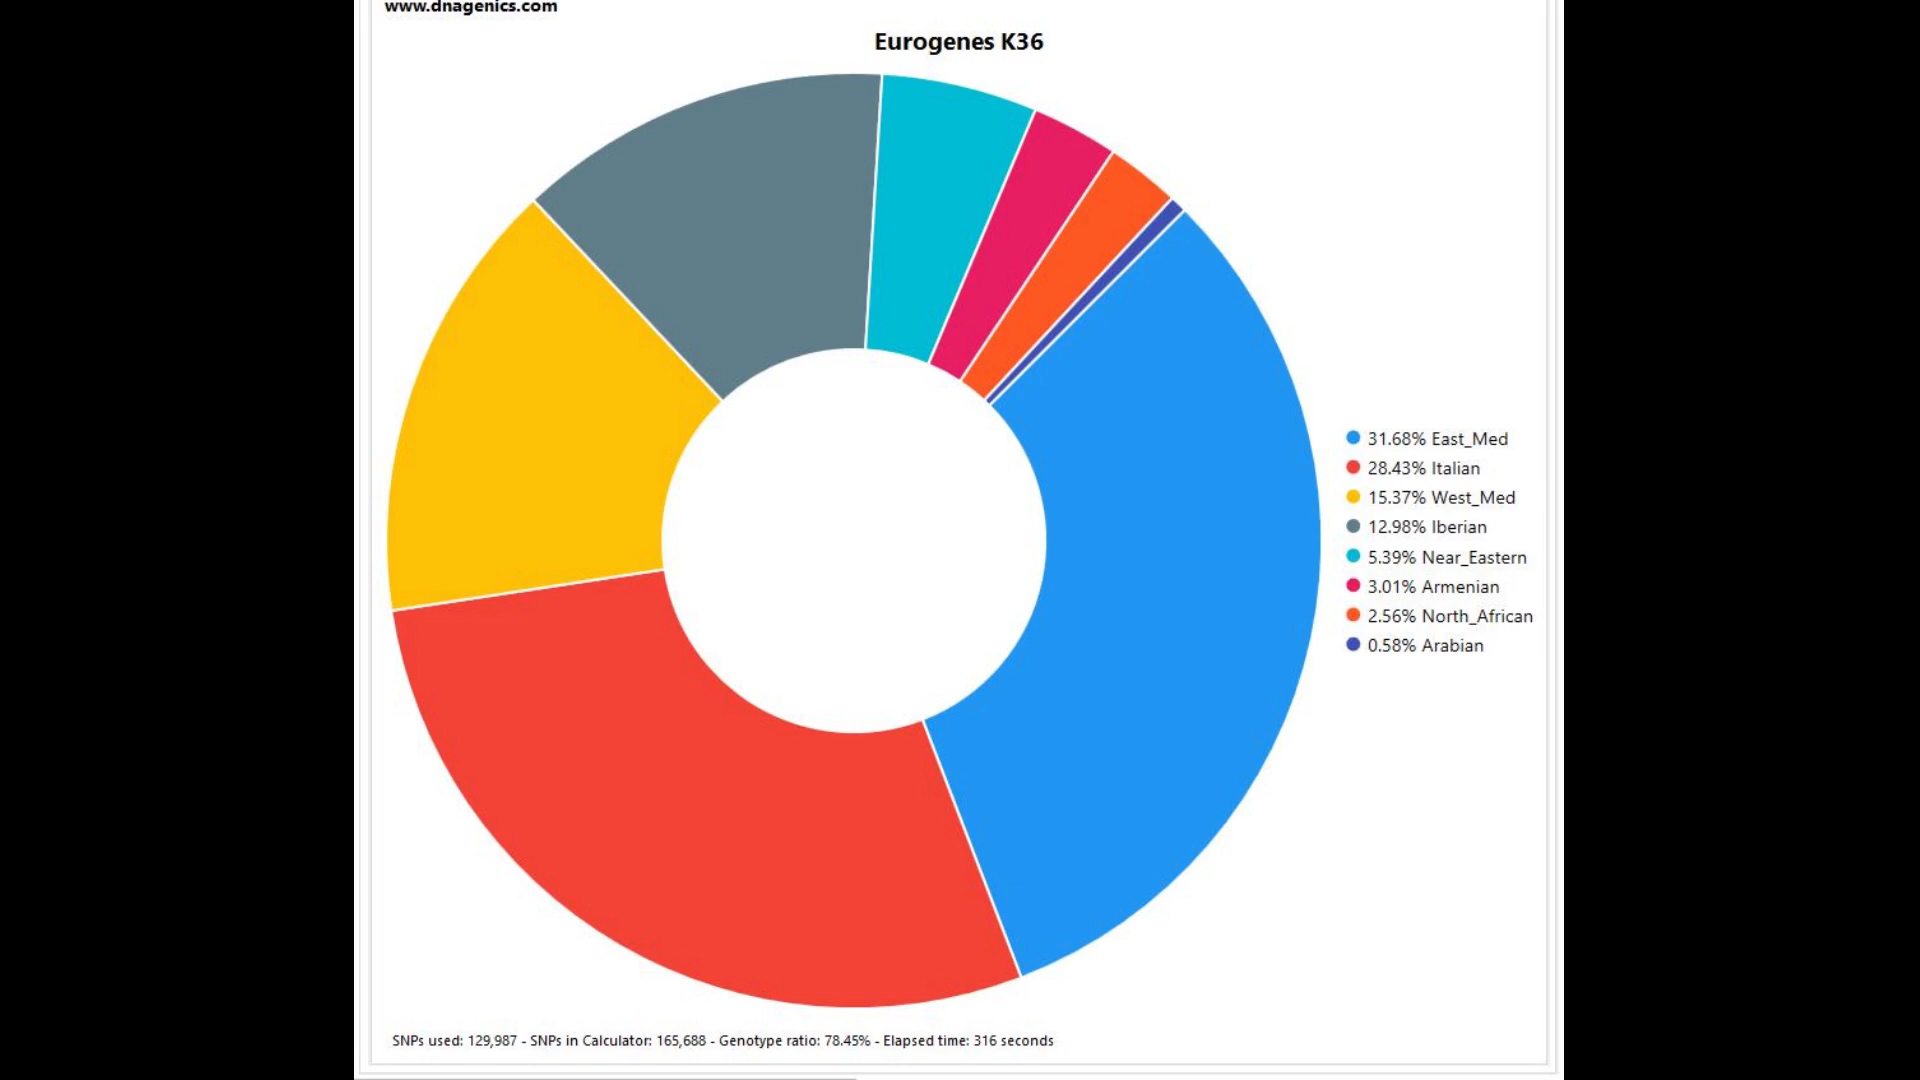 www.dnagenics.com
Eurogenes K36
31.68% East_Med
28.43% Italian
15.37% West_Med
12.98% Iberian
5.39% Near_Eastern
3.01% Armenian
2.56% North_African
0.58% Arabian
SNPs used: 129,987 - SNPs in Calculator: 165,688 - Genotype ratio: 78.45% - Elapsed time: 316 seconds